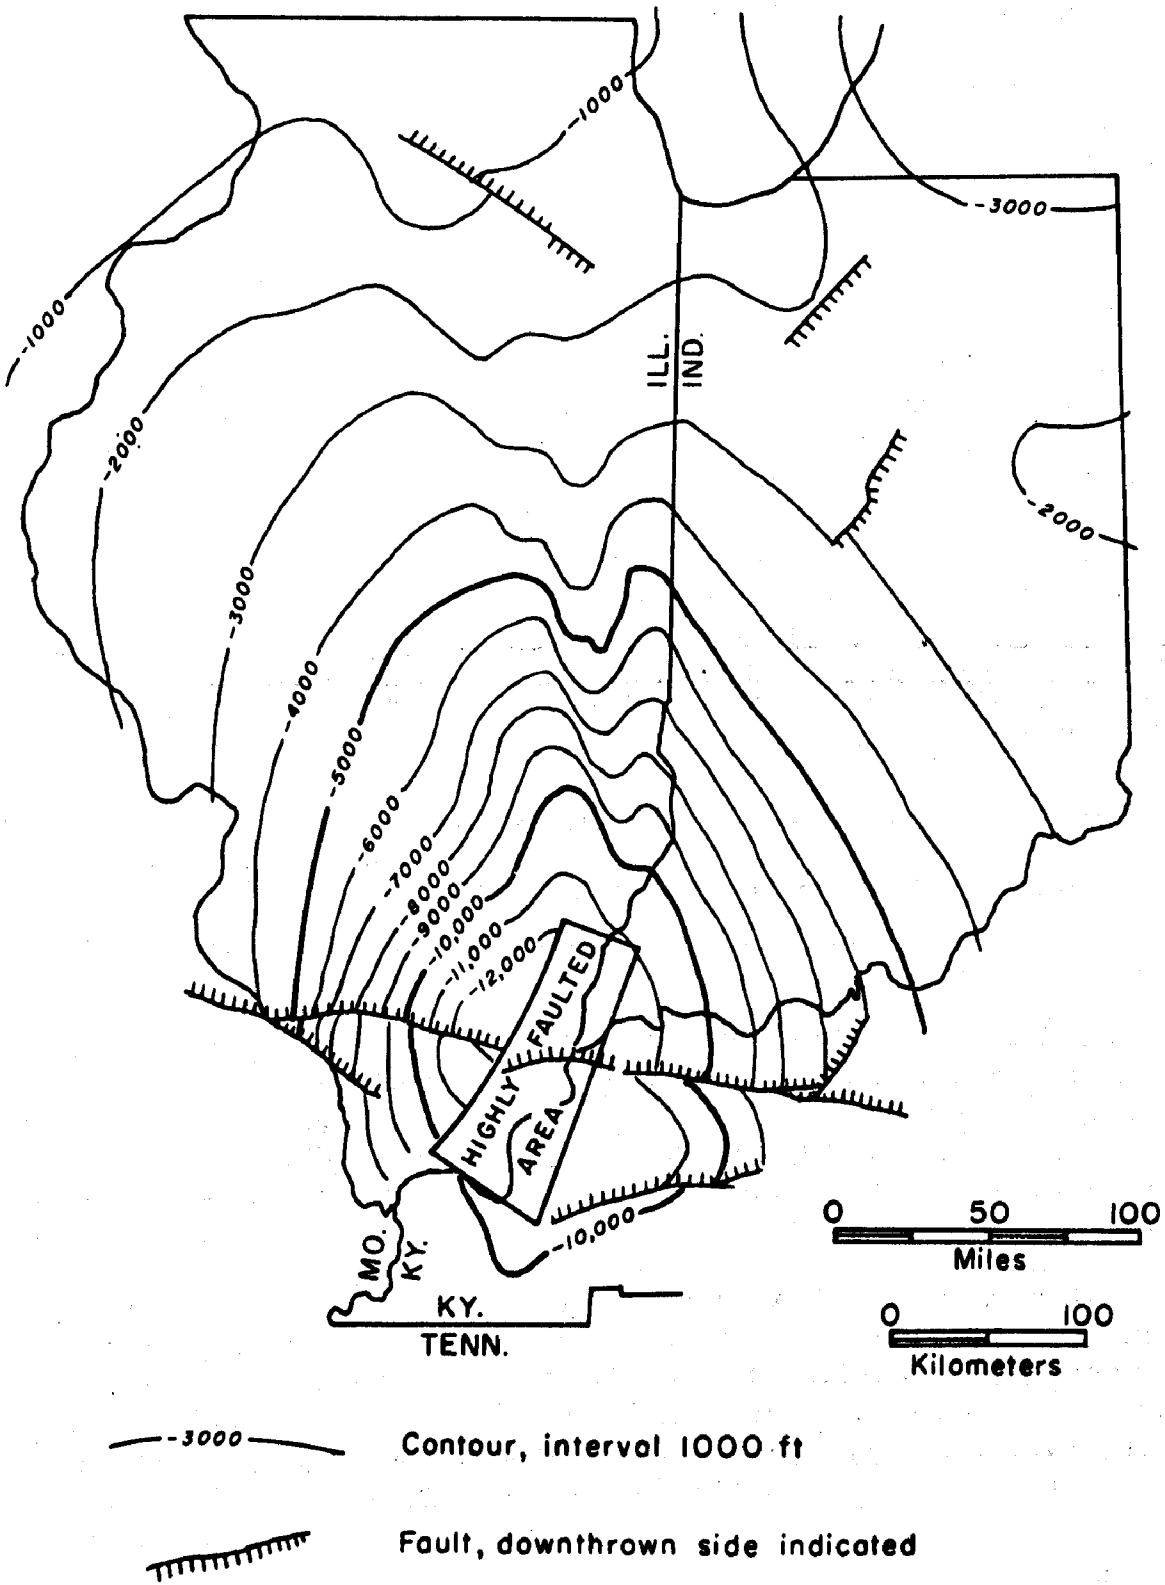 -1000
-3000
-1000
ILL.
IND.
-2000
-2000
-3000
-4000
-5000
-6000
-7000
-8000
-9000
-10,000
-11,000
-12,000
HIGHLY FAULTED
AREA
-10,000
MO.
KY.
KY.
TENN.
0 50 100
Miles
0 100
Kilometers
-3000 Contour, interval 1000 ft
Fault, downthrown side indicated